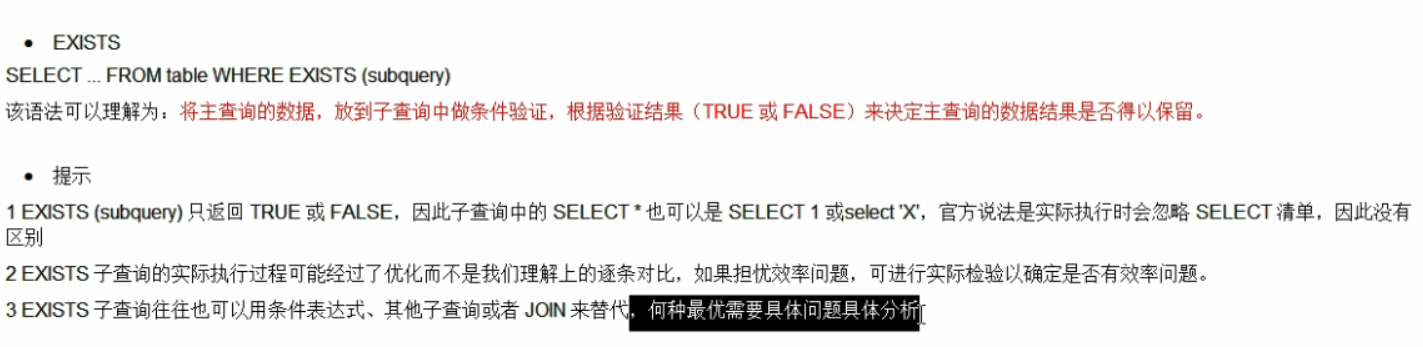 • EXISTS
SELECT ... FROM table WHERE EXISTS (subquery)
该语法可以理解为：将主查询的数据，放到子查询中做条件验证，根据验证结果（TRUE 或 FALSE）来决定主查询的数据结果是否得以保留。
• 提示
1 EXISTS (subquery) 只返回 TRUE 或 FALSE，因此子查询中的 SELECT * 也可以是 SELECT 1 或select 'X'，官方说法是实际执行时会忽略 SELECT 清单，因此没有
区别
2 EXISTS 子查询的实际执行过程可能经过了优化而不是我们理解上的逐条对比，如果担忧效率问题，可进行实际检验以确定是否有效率问题。
3 EXISTS 子查询往往也可以用条件表达式、其他子查询或者 JOIN 来替代，何种最优需要具体问题具体分析